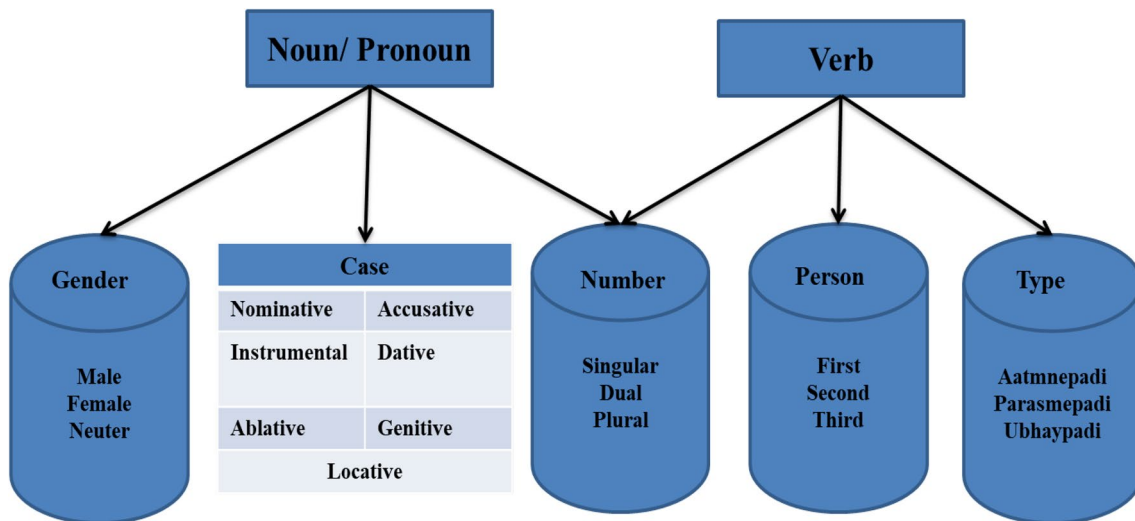 Noun/ Pronoun
Verb
Gender
Male
Female
Neuter
Case
Nominative Accusative
Instrumental Dative
Ablative Genitive
Locative
Number
Singular
Dual
Plural
Person
First
Second
Third
Type
Aatmnepadi
Parasmepadi
Ubhaypadi